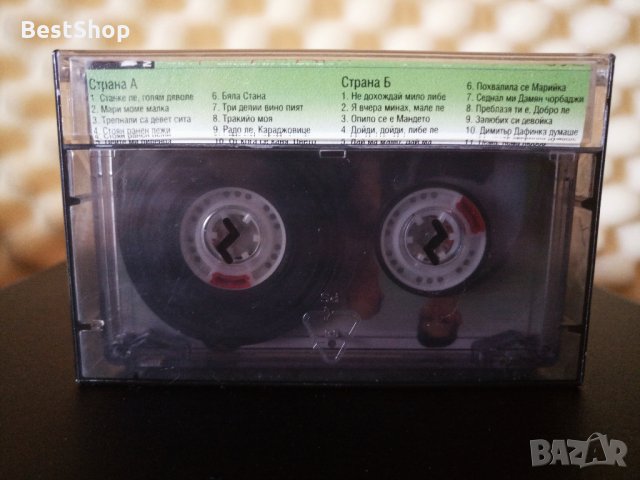 BestShop
Страна А
1. Станке ле, голям дяволе
2. Мари моме малка
3. Трепнали са девет сита
4. Стоян ранен лежи
6. Бяла Стана
7. Три делии вино пият
8. Тракийо моя
9. Радо ле, Караджовице
Страна Б
1. Не дохождай мило либе
2. Я вчера минах, мале ле
3. Опило се е Мандето
4. Дойди, дойди, либе ле
6. Похвалила се Марийка
7. Седнал ми Дамян чорбаджи
8. Преблазя ти е, Добро ле
9. Залюбих си девойка
10. Димитър Дафинка думаше
BAZAR